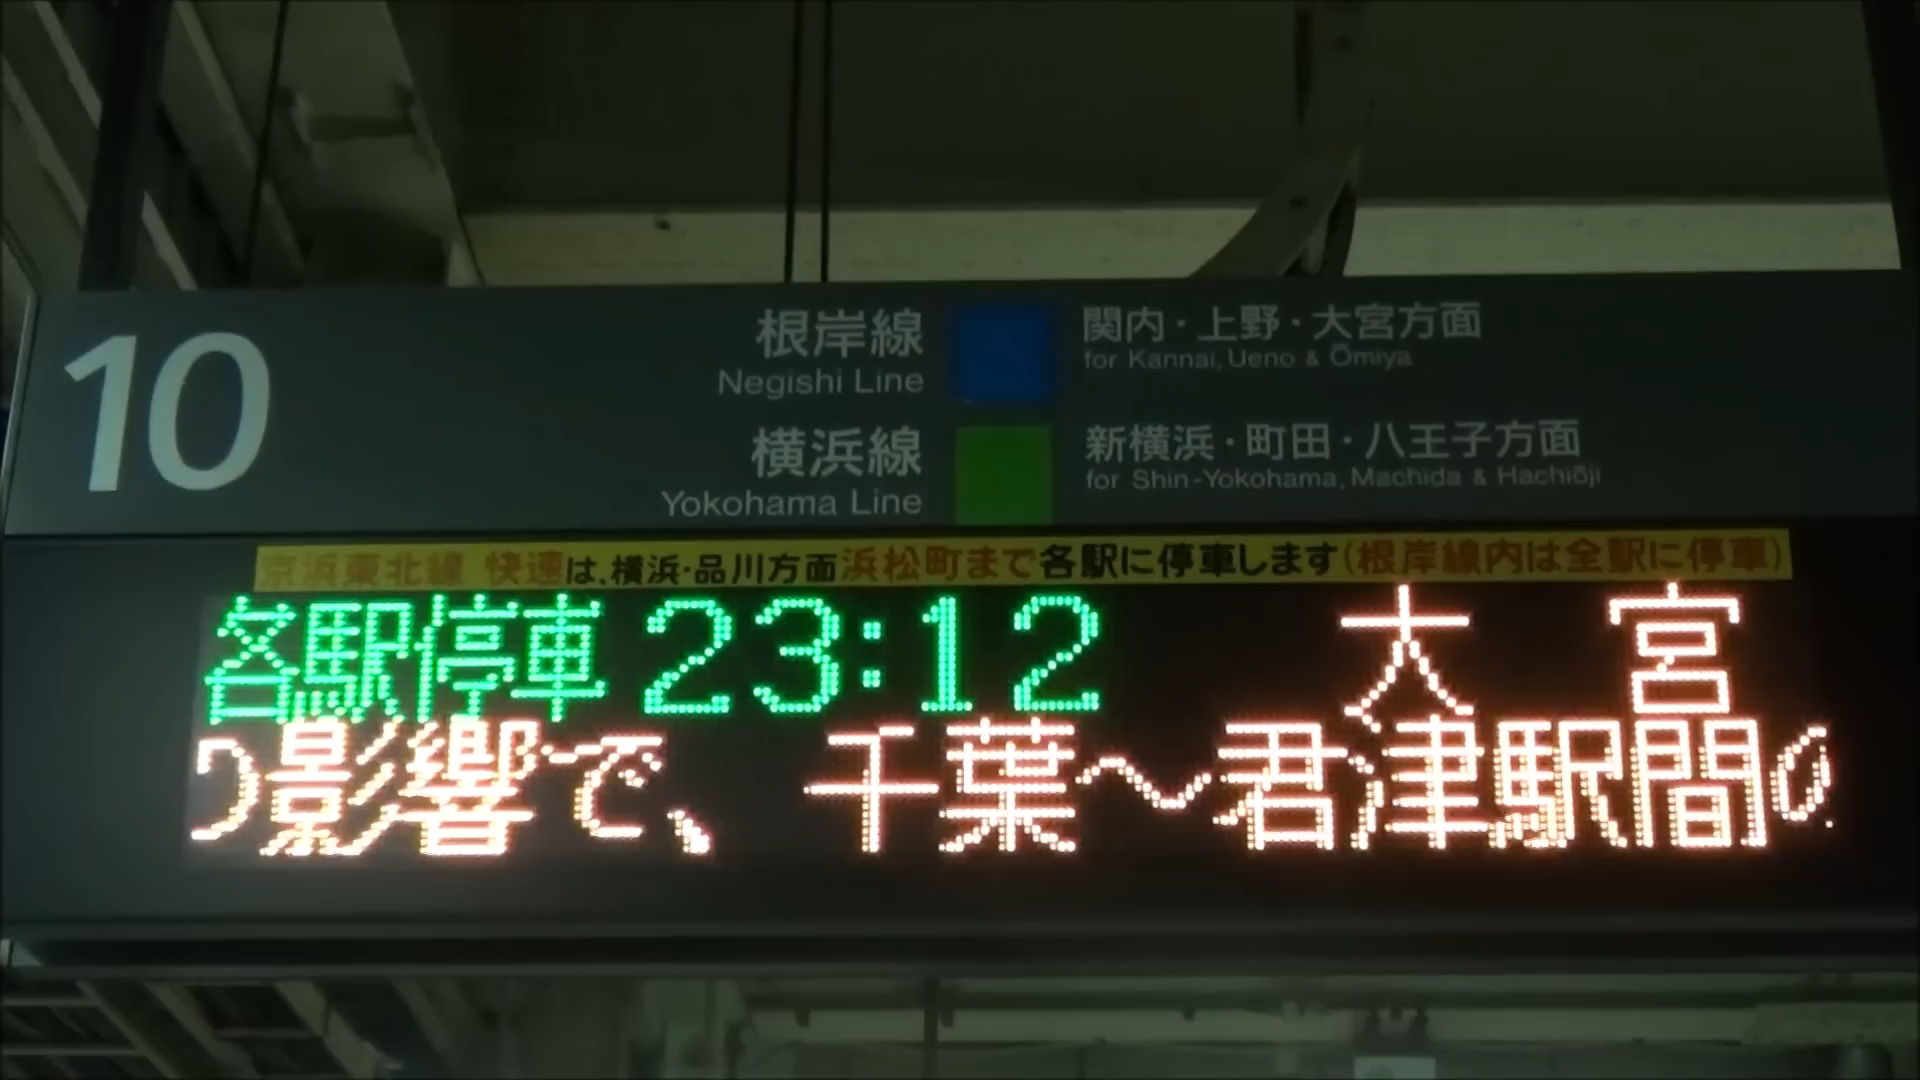 10
根岸線
Negishi Line
関内・上野・大宮方面
for Kannai, Ueno & Ōmiya
横浜線
Yokohama Line
新横浜・町田・八王子方面
for Shin-Yokohama, Machida & Hachiōji
京浜東北線 快速は、横浜・品川方面浜松町まで各駅に停車します(根岸線内は全駅に停車)
各駅停車 23:12 大宮
影響で、 千葉～君津駅間の